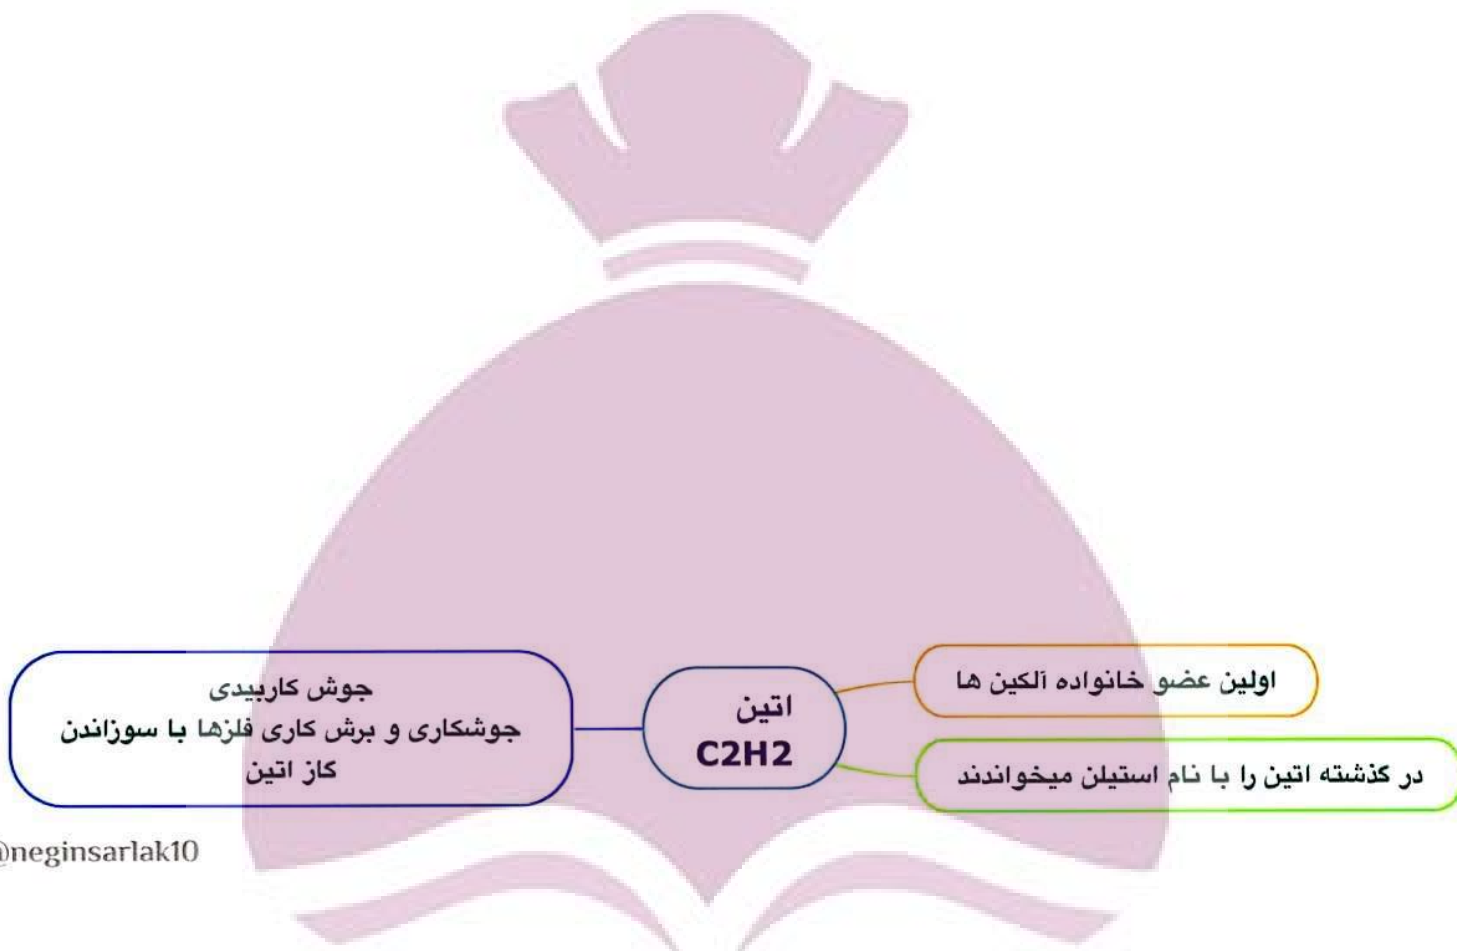 اولین عضو خانواده آلکین ها
اتین
C2H2
در گذشته اتین را با نام استیلن میخواندند
جوش کاربیدی
جوشکاری و برش کاری فلزها با سوزاندن
گاز اتین
@neginsarlak10